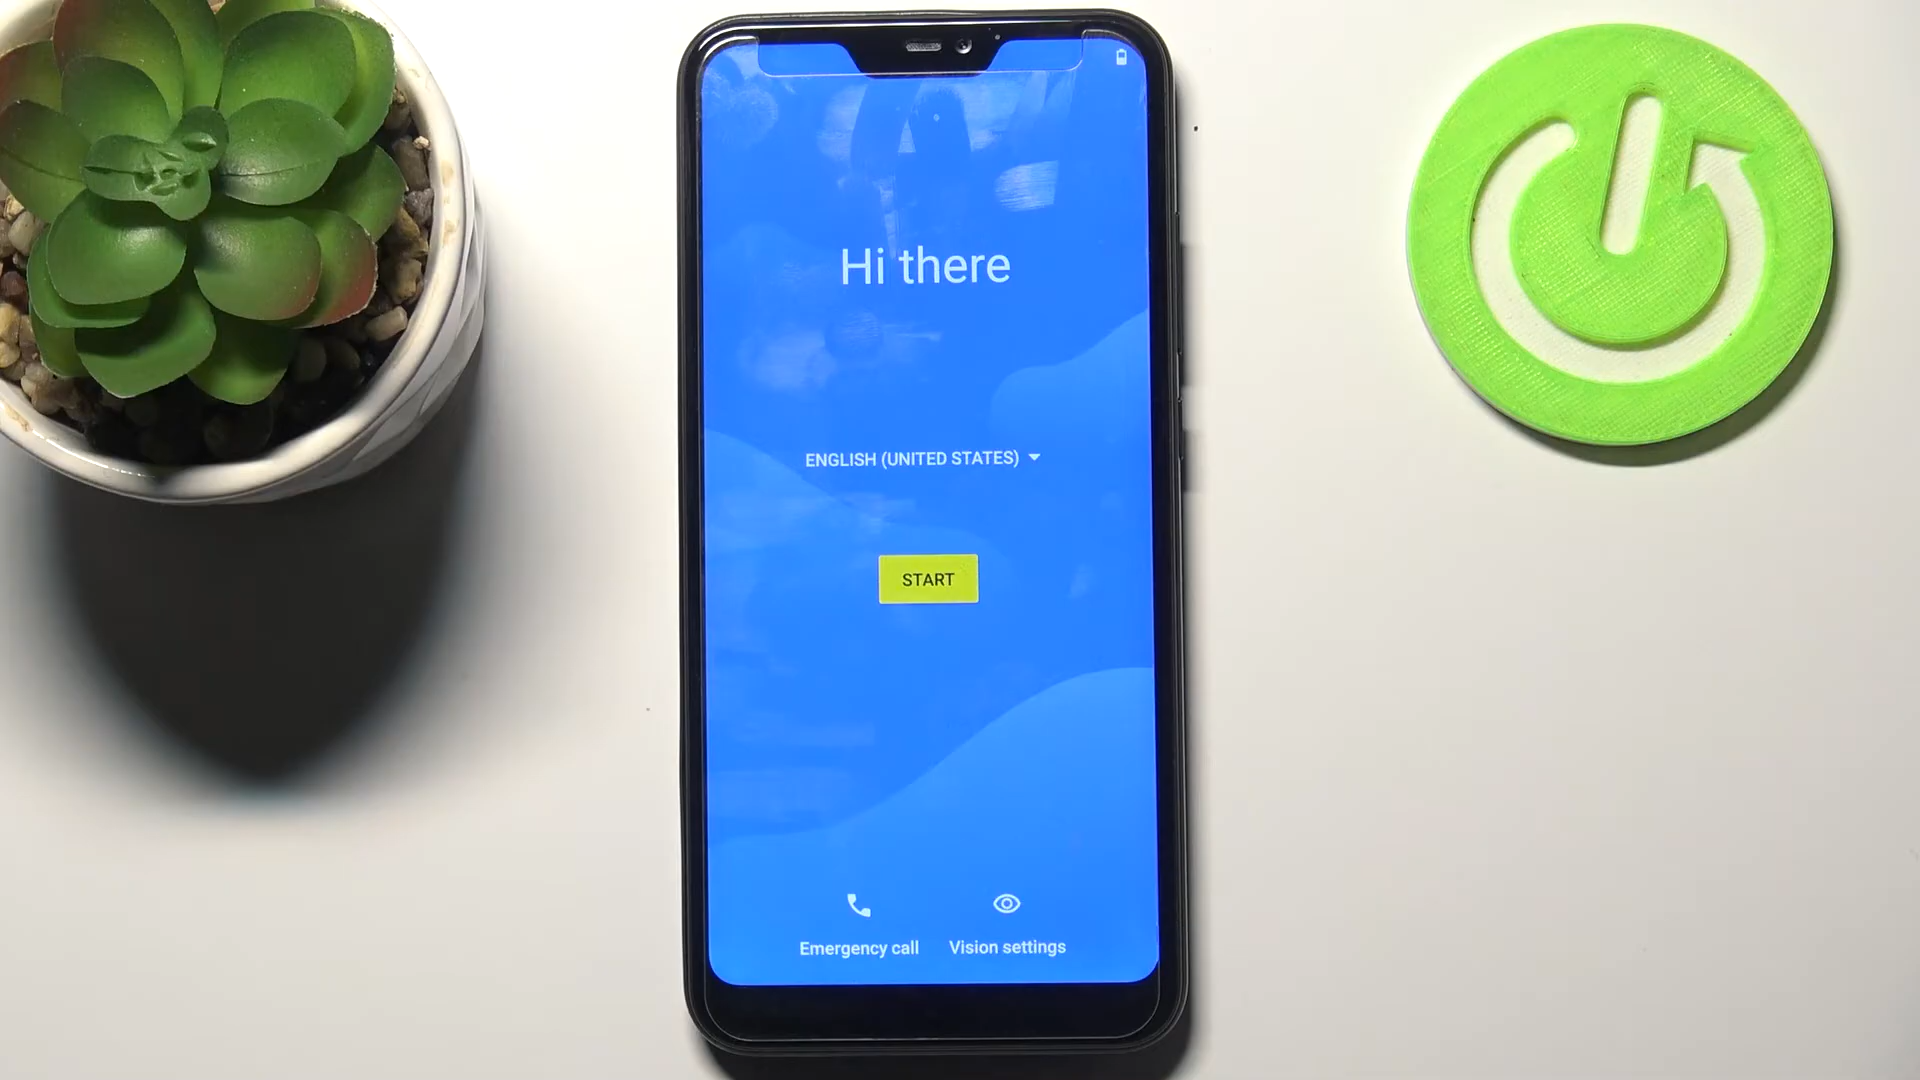 Hi there
ENGLISH (UNITED STATES)
START
Emergency call
Vision settings